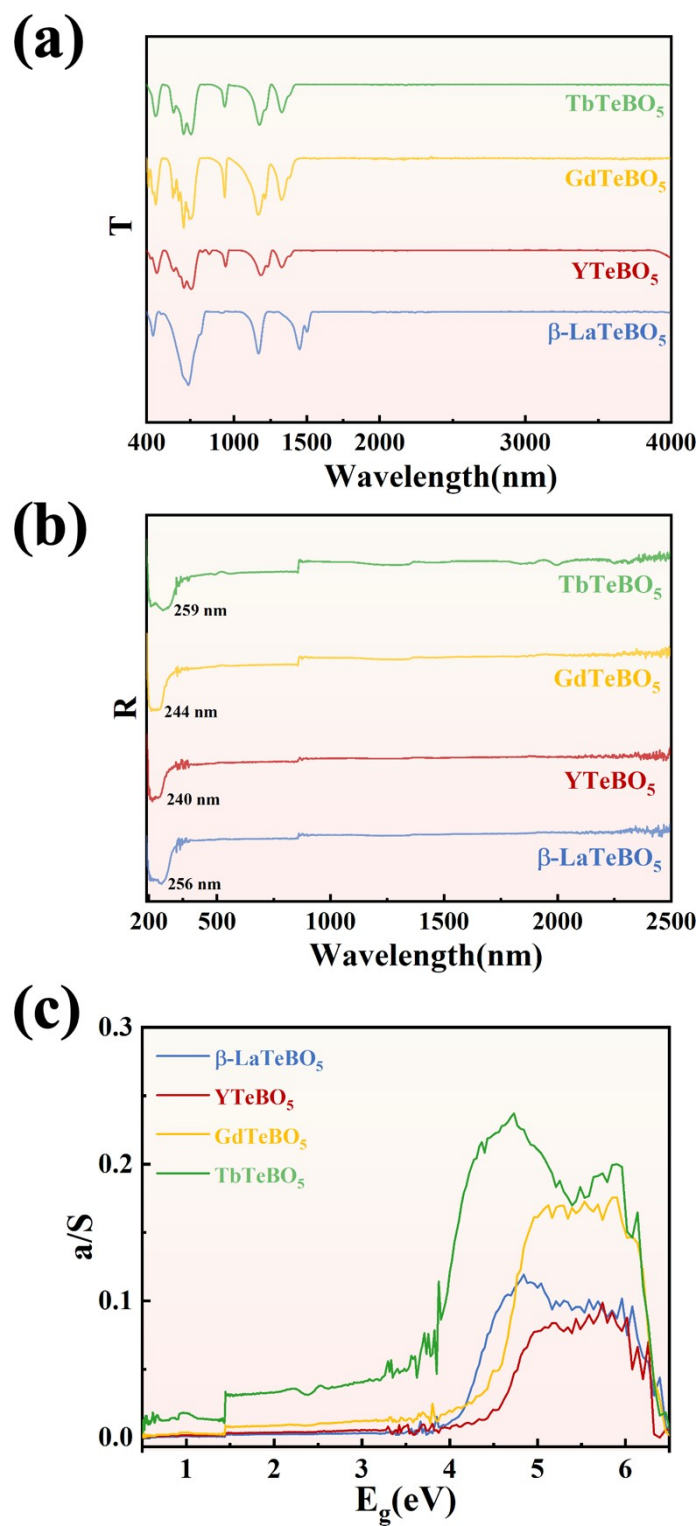 (a)
TbTeBO₅
GdTeBO₅
YTeBO₅
β-LaTeBO₅
T
400 1000 1500 2000 3000 4000
Wavelength(nm)
(b)
TbTeBO₅
259 nm
GdTeBO₅
244 nm
YTeBO₅
240 nm
β-LaTeBO₅
256 nm
R
200 500 1000 1500 2000 2500
Wavelength(nm)
(c)
0.3
β-LaTeBO₅
YTeBO₅
GdTeBO₅
TbTeBO₅
0.2
a/S
0.1
0.0
1 2 3 4 5 6
E_g(eV)